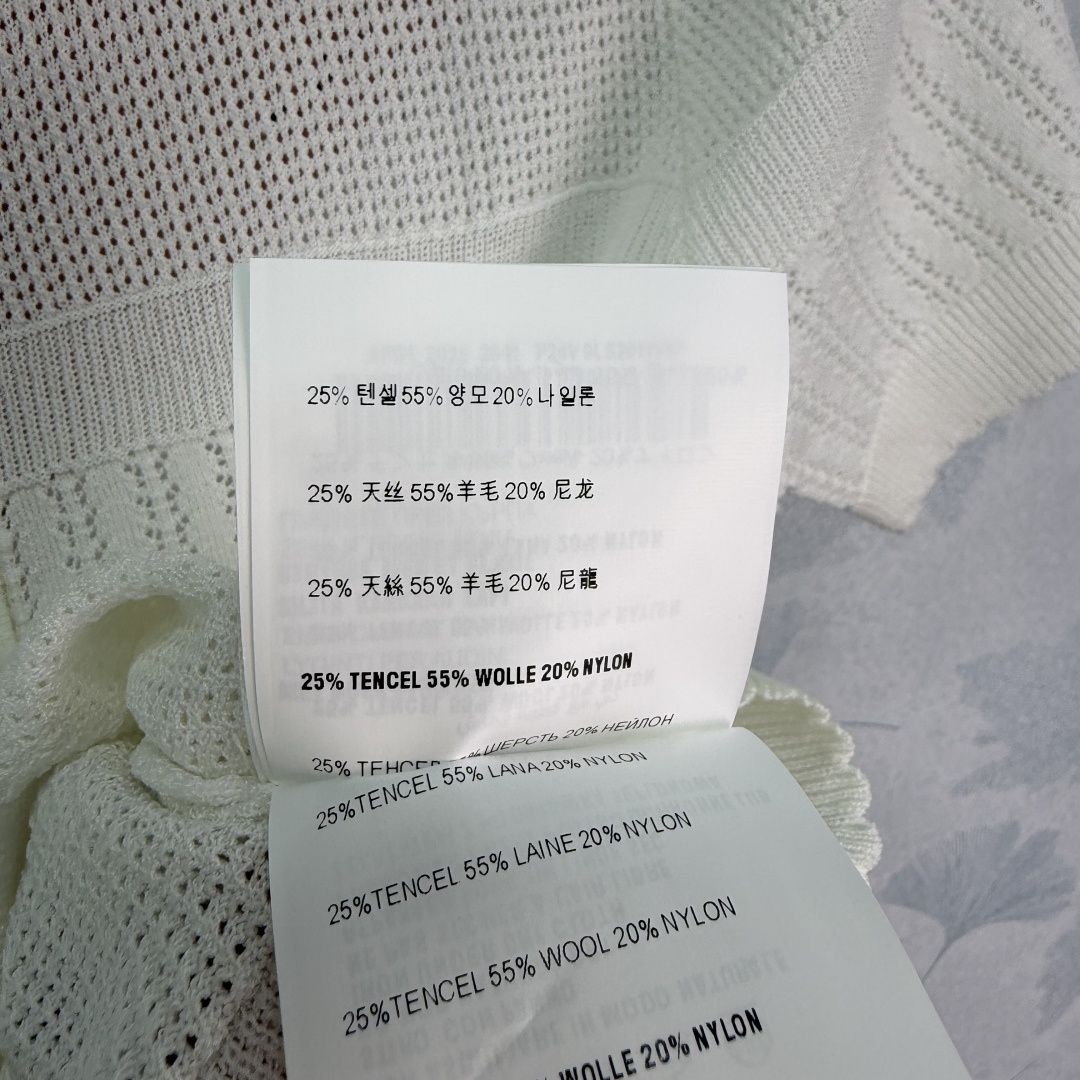 25% 텐셀 55% 양모 20% 나일론
25% 天丝 55% 羊毛 20% 尼龙
25% 天絲 55% 羊毛 20% 尼龍
25% TENCEL 55% WOLLE 20% NYLON
25% ТЕНСЕР ШЕРСТЬ 20% НЕЙЛОН
25%TENCEL 55% LANA 20% NYLON
25%TENCEL 55% LAINE 20% NYLON
25%TENCEL 55% WOOL 20% NYLON
WOLLE 20% NYLON